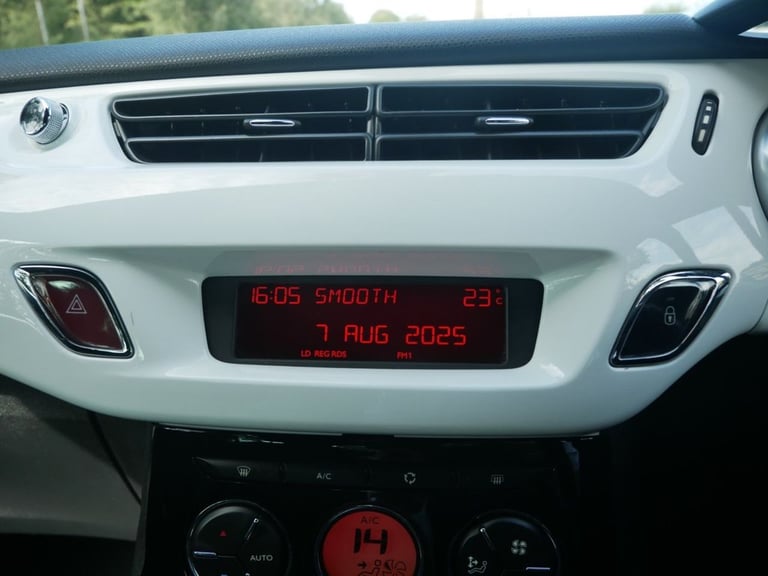 16:05 SMOOTH 23°C
7 AUG 2025
LD REG RDS FM1
A/C
A/C
14
AUTO